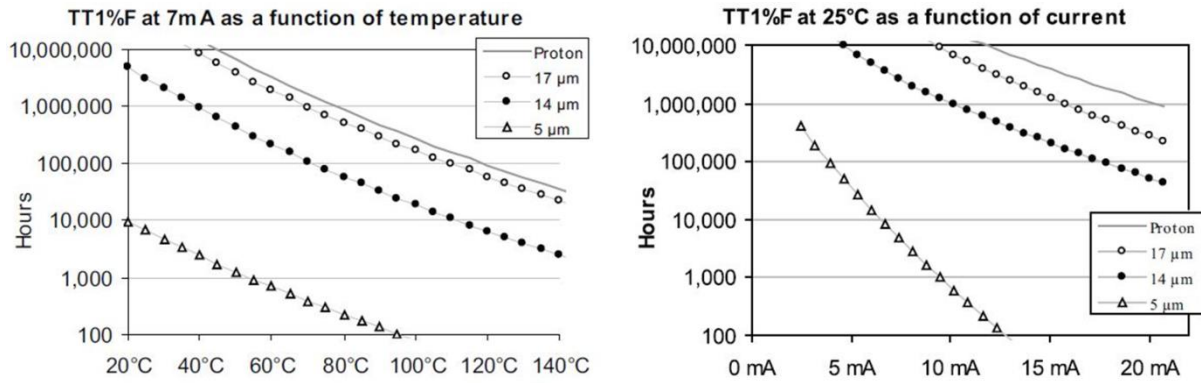 TT1%F at 7mA as a function of temperature
10,000,000
1,000,000
100,000
10,000
1,000
100
Hours
20°C 40°C 60°C 80°C 100°C 120°C 140°C
Proton
17 µm
14 µm
5 µm
TT1%F at 25°C as a function of current
10,000,000
1,000,000
100,000
10,000
1,000
100
Hours
0 mA 5 mA 10 mA 15 mA 20 mA
Proton
17 µm
14 µm
5 µm